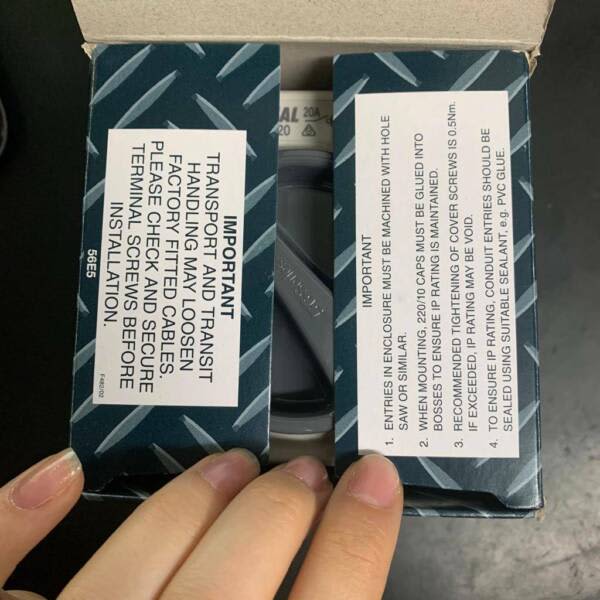 IMPORTANT
TRANSPORT AND TRANSIT
HANDLING MAY LOOSEN
FACTORY FITTED CABLES.
PLEASE CHECK AND SECURE
TERMINAL SCREWS BEFORE
INSTALLATION.
F482/02
56E5
AL 20A
20
IMPORTANT
1. ENTRIES IN ENCLOSURE MUST BE MACHINED WITH HOLE
SAW OR SIMILAR.
2. WHEN MOUNTING, 220/10 CAPS MUST BE GLUED INTO
BOSSES TO ENSURE IP RATING IS MAINTAINED.
3. RECOMMENDED TIGHTENING OF COVER SCREWS IS 0.5Nm.
IF EXCEEDED, IP RATING MAY BE VOID.
4. TO ENSURE IP RATING, CONDUIT ENTRIES SHOULD BE
SEALED USING SUITABLE SEALANT, e.g. PVC GLUE.